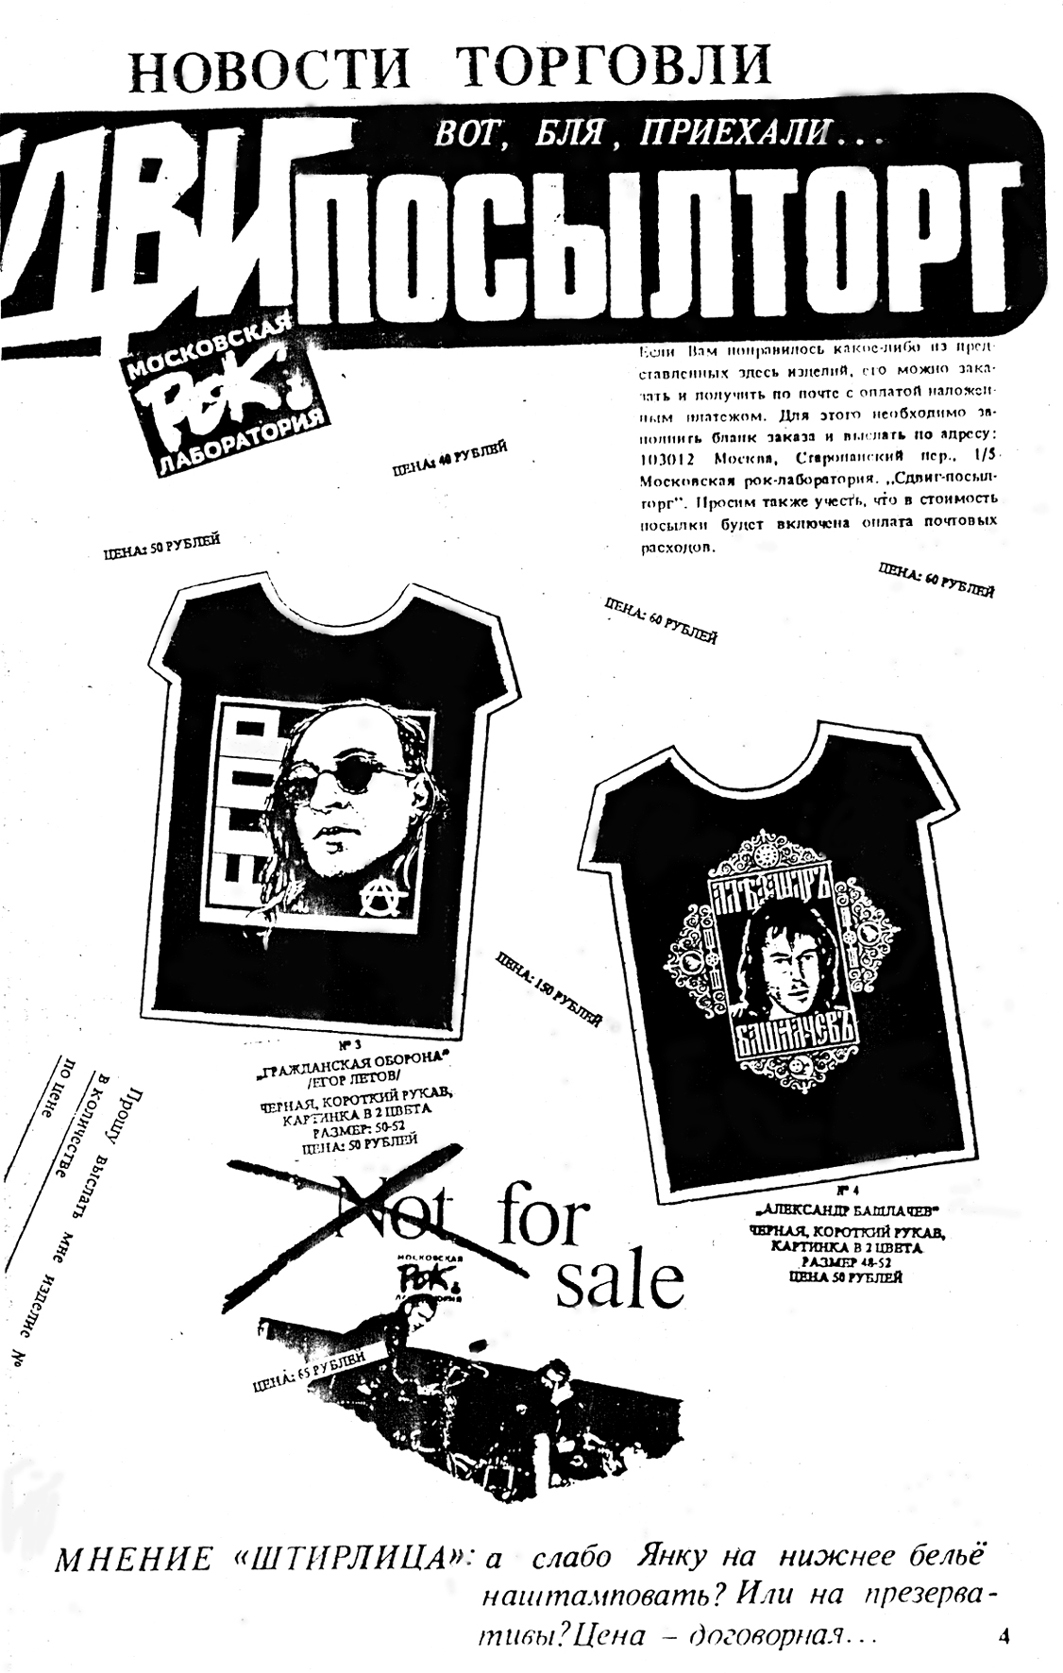 НОВОСТИ ТОРГОВЛИ
ВОТ, БЛЯ, ПРИЕХАЛИ...
СДВИГ
ПОСЫЛТОРГ
МОСКОВСКАЯ
РОК!
ЛАБОРАТОРИЯ
Если Вам понравилось какое-либо из пред-
ставленных здесь изделий, его можно зака-
зать и получить по почте с оплатой наложен-
ным платежом. Для этого необходимо за-
полнить бланк заказа и выслать по адресу:
103012 Москва, Старопанский пер., 1/5
Московская рок-лаборатория. „Сдвиг-посыл-
торг“. Просим также учесть, что в стоимость
посылки будет включена оплата почтовых
расходов.
ЦЕНА: 40 РУБЛЕЙ
ЦЕНА: 50 РУБЛЕЙ
ЦЕНА: 60 РУБЛЕЙ
ЦЕНА: 60 РУБЛЕЙ
АЛЕКСАНДРЪ
БАШЛАЧЕВЪ
ЦЕНА: 150 РУБЛЕЙ
№ 3
„ГРАЖДАНСКАЯ ОБОРОНА“
/ЕГОР ЛЕТОВ/
ЧЕРНАЯ, КОРОТКИЙ РУКАВ,
КАРТИНКА В 2 ЦВЕТА
РАЗМЕР: 50-52
ЦЕНА: 50 РУБЛЕЙ
№ 4
„АЛЕКСАНДР БАШЛАЧЕВ“
ЧЕРНАЯ, КОРОТКИЙ РУКАВ,
КАРТИНКА В 2 ЦВЕТА
РАЗМЕР 48-52
ЦЕНА 50 РУБЛЕЙ
Прошу выслать мне изделие №
в количестве
по цене
Not for
sale
МОСКОВСКАЯ
РОК!
ЦЕНА: 65 РУБЛЕЙ
МНЕНИЕ «ШТИРЛИЦА»: а слабо Янку на нижнее бельё
наштамповать? Или на презерва-
тивы? Цена – договорная...
4